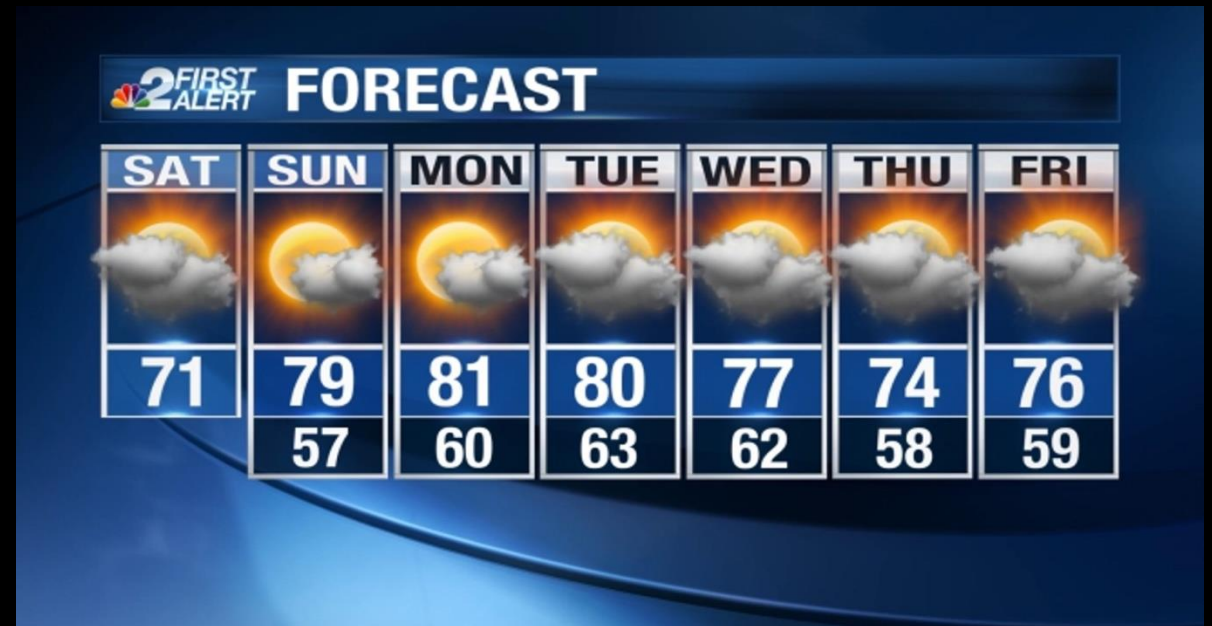 2 FIRST ALERT FORECAST
SAT SUN MON TUE WED THU FRI
71 79 81 80 77 74 76
57 60 63 62 58 59